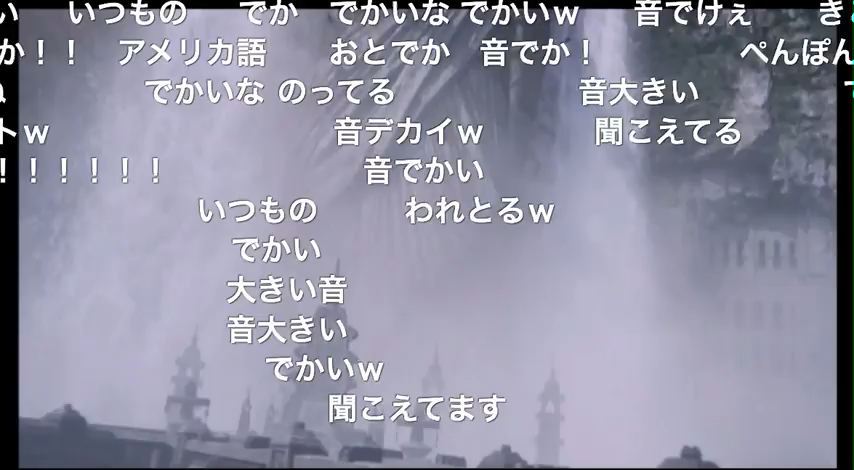 い いつもの でか でかいな でかいｗ 音でけぇ き
か！！ アメリカ語 おとでか 音でか！ ぺんぽん
でかいな のってる 音大きい
トｗ 音デカイｗ 聞こえてる
！！！！！！ 音でかい
いつもの われとるｗ
でかい
大きい音
音大きい
でかいｗ
聞こえてます